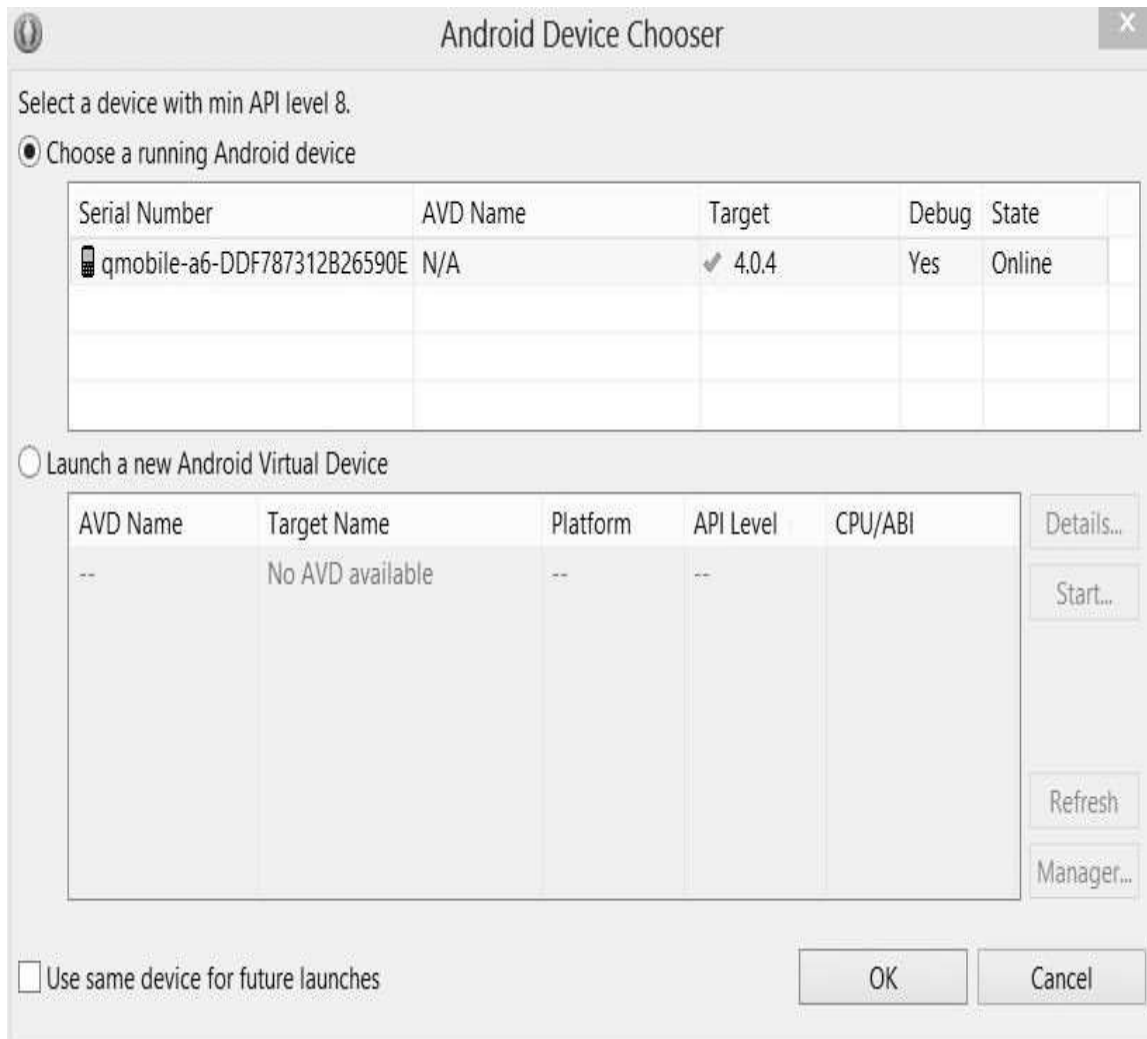 Android Device Chooser
X
Select a device with min API level 8.
Choose a running Android device
Serial Number AVD Name Target Debug State
qmobile-a6-DDF787312B26590E N/A 4.0.4 Yes Online
Launch a new Android Virtual Device
AVD Name Target Name Platform API Level CPU/ABI
-- No AVD available -- --
Details...
Start...
Refresh
Manager...
Use same device for future launches
OK Cancel